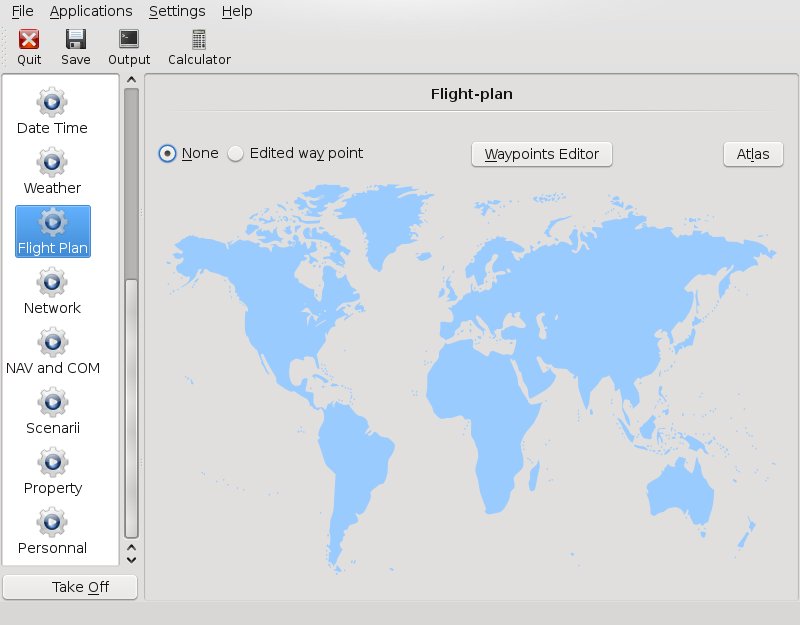 File Applications Settings Help
Quit Save Output Calculator
Date Time
Weather
Flight Plan
Network
NAV and COM
Scenarii
Property
Personnal
Take Off
Flight-plan
None Edited way point Waypoints Editor Atlas